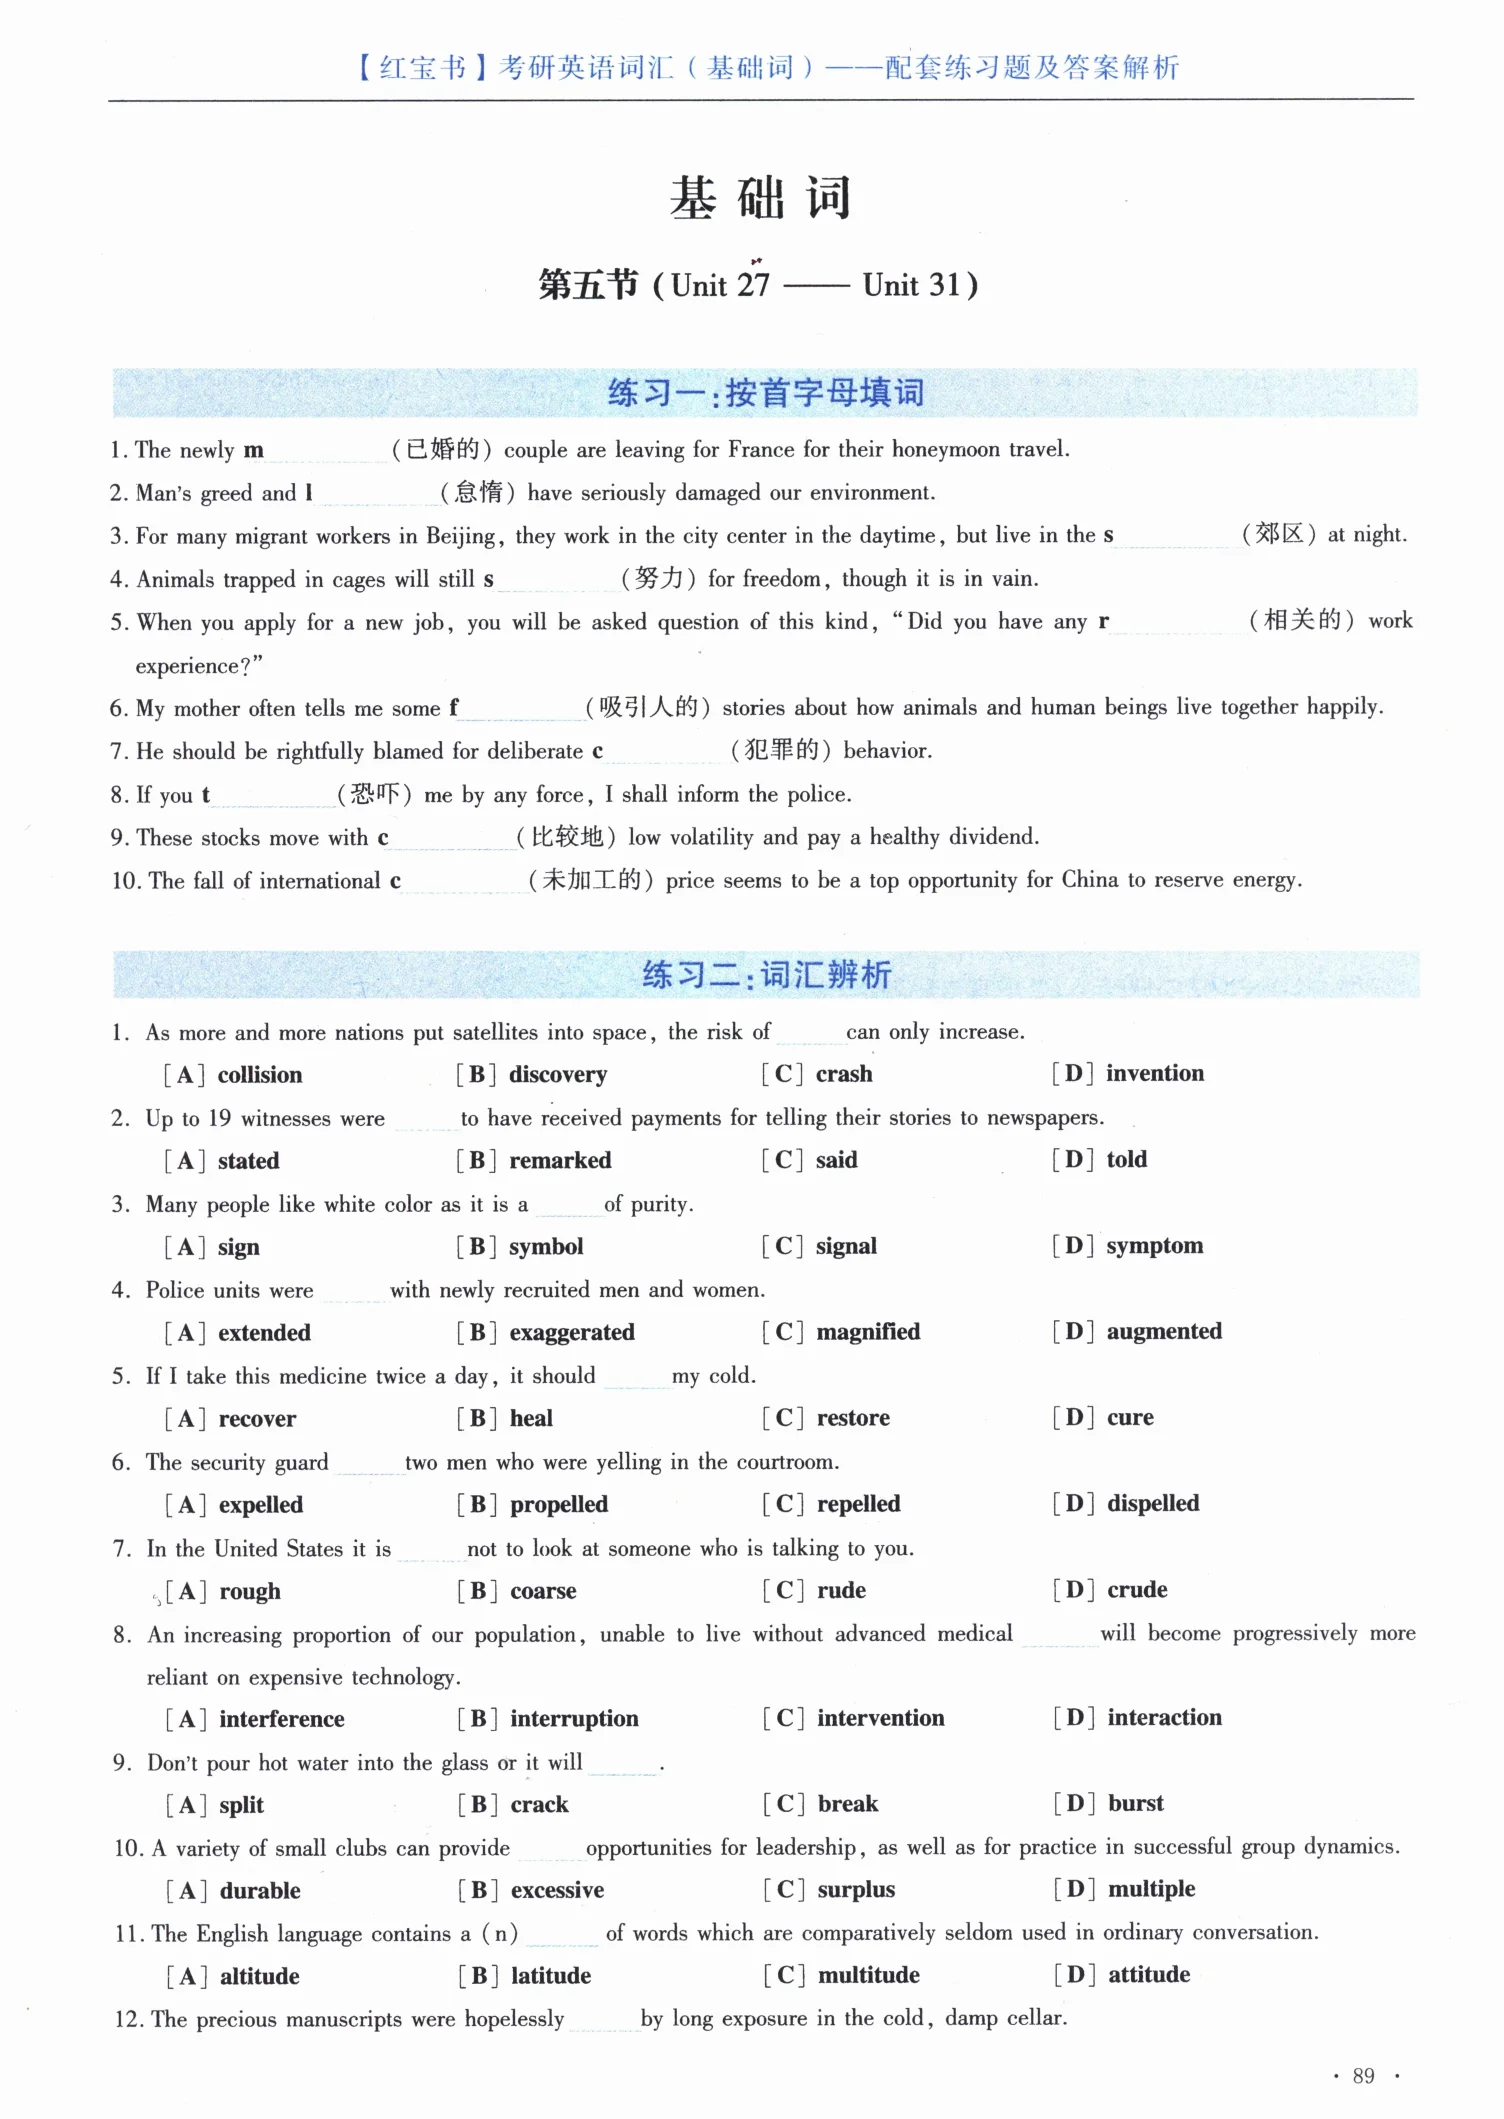 【红宝书】考研英语词汇（基础词）——配套练习题及答案解析
基础词
第五节 (Unit 27 —— Unit 31)
练习一:按首字母填词
1. The newly m________(已婚的) couple are leaving for France for their honeymoon travel.
2. Man's greed and l________(怠惰) have seriously damaged our environment.
3. For many migrant workers in Beijing, they work in the city center in the daytime, but live in the s________(郊区) at night.
4. Animals trapped in cages will still s________(努力) for freedom, though it is in vain.
5. When you apply for a new job, you will be asked question of this kind, "Did you have any r________(相关的) work
experience?"
6. My mother often tells me some f________(吸引人的) stories about how animals and human beings live together happily.
7. He should be rightfully blamed for deliberate c________(犯罪的) behavior.
8. If you t________(恐吓) me by any force, I shall inform the police.
9. These stocks move with c________(比较地) low volatility and pay a healthy dividend.
10. The fall of international c________(未加工的) price seems to be a top opportunity for China to reserve energy.
练习二:词汇辨析
1. As more and more nations put satellites into space, the risk of ____ can only increase.
[A] collision [B] discovery [C] crash [D] invention
2. Up to 19 witnesses were ____ to have received payments for telling their stories to newspapers.
[A] stated [B] remarked [C] said [D] told
3. Many people like white color as it is a ____ of purity.
[A] sign [B] symbol [C] signal [D] symptom
4. Police units were ____ with newly recruited men and women.
[A] extended [B] exaggerated [C] magnified [D] augmented
5. If I take this medicine twice a day, it should ____ my cold.
[A] recover [B] heal [C] restore [D] cure
6. The security guard ____ two men who were yelling in the courtroom.
[A] expelled [B] propelled [C] repelled [D] dispelled
7. In the United States it is ____ not to look at someone who is talking to you.
[A] rough [B] coarse [C] rude [D] crude
8. An increasing proportion of our population, unable to live without advanced medical ____ will become progressively more
reliant on expensive technology.
[A] interference [B] interruption [C] intervention [D] interaction
9. Don't pour hot water into the glass or it will ____.
[A] split [B] crack [C] break [D] burst
10. A variety of small clubs can provide ____ opportunities for leadership, as well as for practice in successful group dynamics.
[A] durable [B] excessive [C] surplus [D] multiple
11. The English language contains a (n) ____ of words which are comparatively seldom used in ordinary conversation.
[A] altitude [B] latitude [C] multitude [D] attitude
12. The precious manuscripts were hopelessly ____ by long exposure in the cold, damp cellar.
· 89 ·